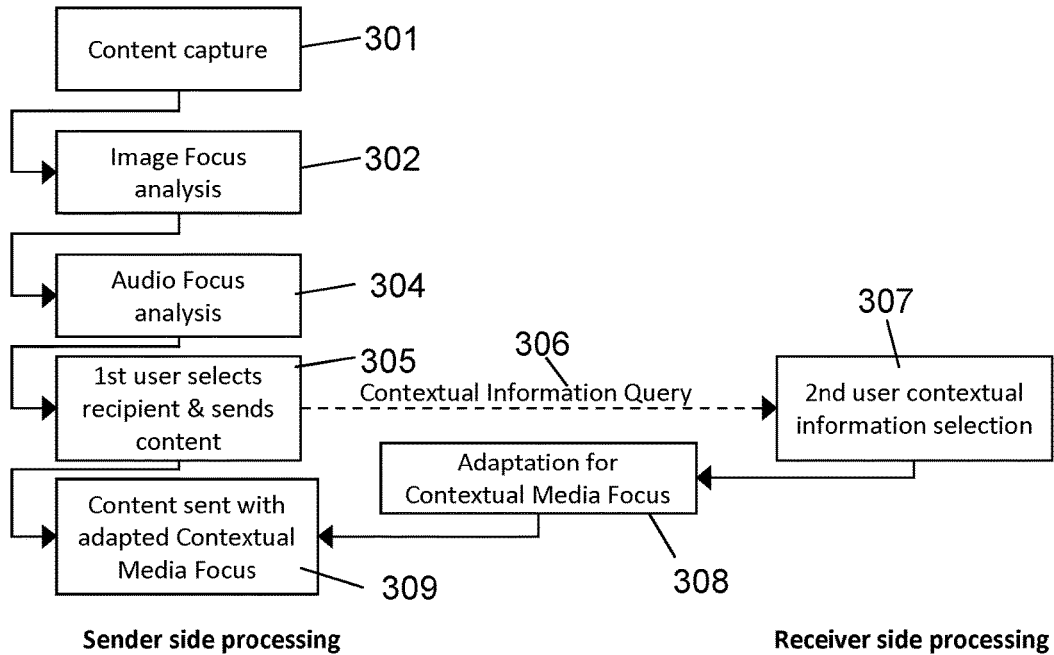 Content capture
301
Image Focus
analysis
302
Audio Focus
analysis
304
1st user selects
recipient & sends
content
305
306
Contextual Information Query
307
2nd user contextual
information selection
Adaptation for
Contextual Media Focus
308
Content sent with
adapted Contextual
Media Focus
309
Sender side processing
Receiver side processing